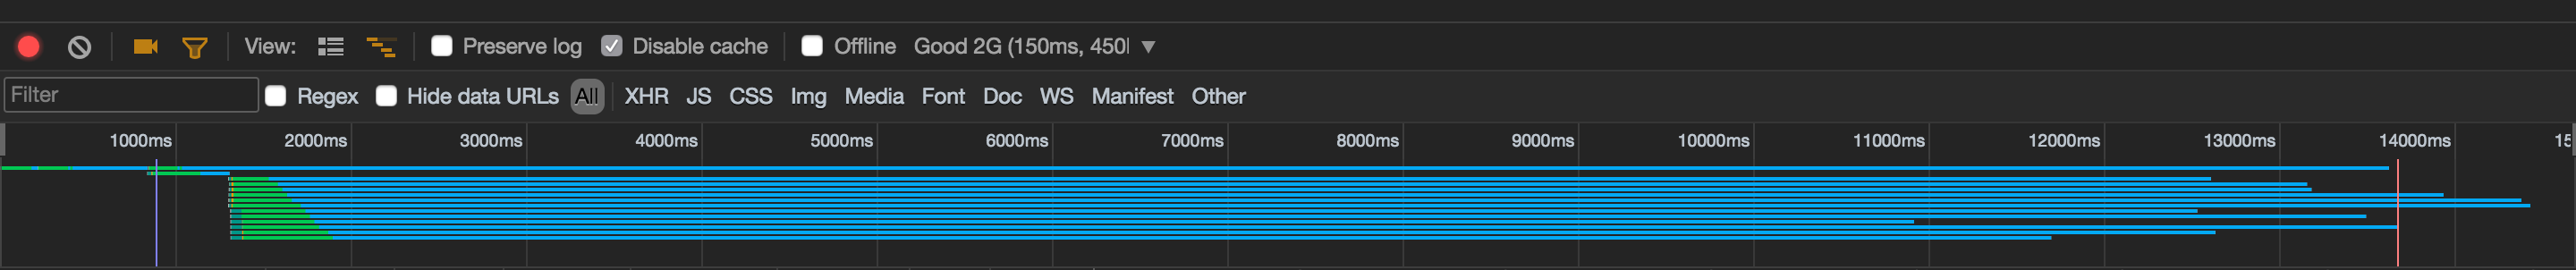 View: Preserve log Disable cache Offline Good 2G (150ms, 450
Filter Regex Hide data URLs All XHR JS CSS Img Media Font Doc WS Manifest Other
1000ms 2000ms 3000ms 4000ms 5000ms 6000ms 7000ms 8000ms 9000ms 10000ms 11000ms 12000ms 13000ms 14000ms 15